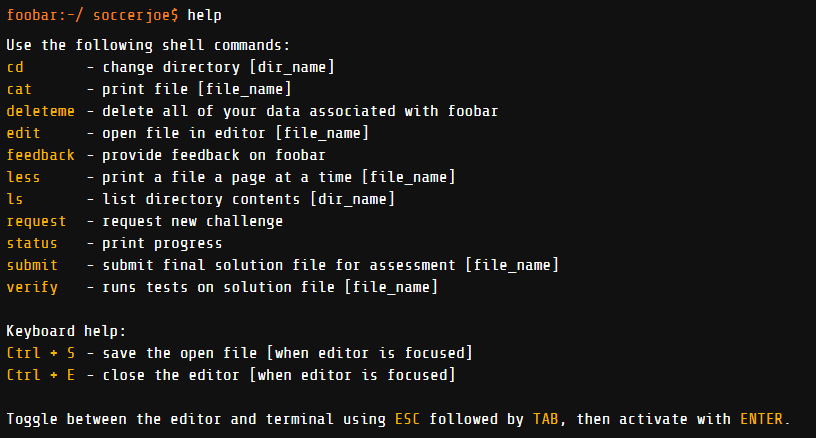 foobar:~/ soccerjoe$ help
Use the following shell commands:
cd - change directory [dir_name]
cat - print file [file_name]
deleteme - delete all of your data associated with foobar
edit - open file in editor [file_name]
feedback - provide feedback on foobar
less - print a file a page at a time [file_name]
ls - list directory contents [dir_name]
request - request new challenge
status - print progress
submit - submit final solution file for assessment [file_name]
verify - runs tests on solution file [file_name]
Keyboard help:
Ctrl + S - save the open file [when editor is focused]
Ctrl + E - close the editor [when editor is focused]
Toggle between the editor and terminal using ESC followed by TAB, then activate with ENTER.